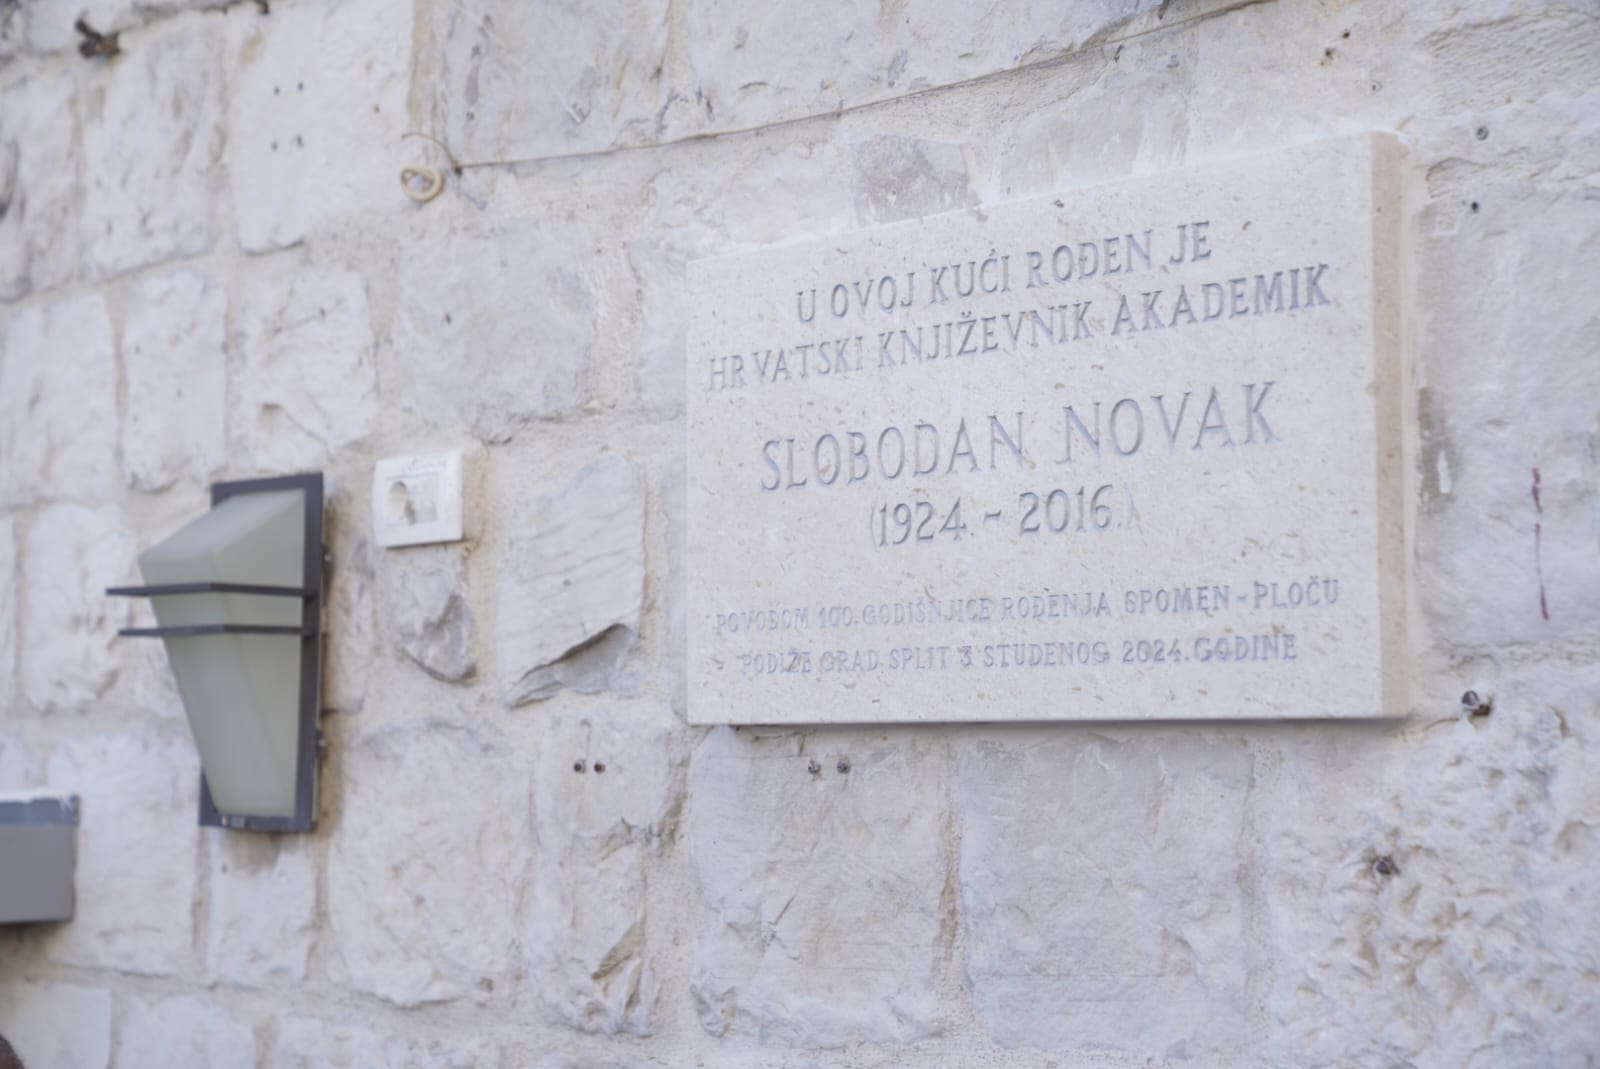 U OVOJ KUĆI ROĐEN JE
HRVATSKI KNJIŽEVNIK AKADEMIK
SLOBODAN NOVAK
(1924. - 2016.)
POVODOM 100. GODIŠNJICE ROĐENJA SPOMEN-PLOČU
PODIŽE GRAD SPLIT 3 STUDENOG 2024. GODINE